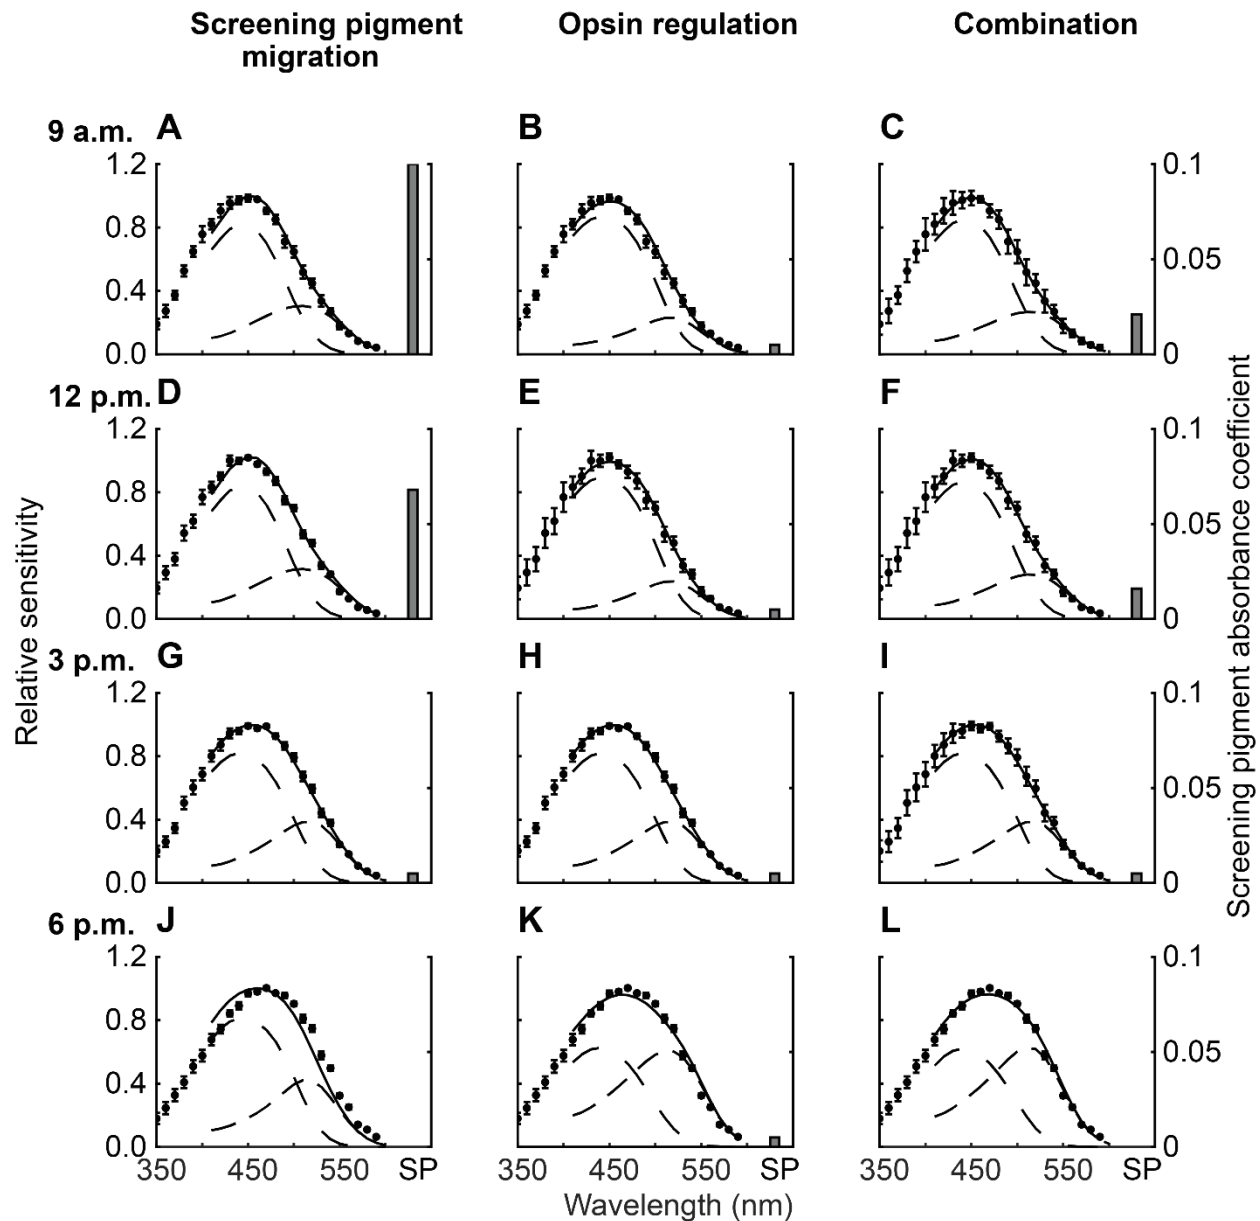 Screening pigment
migration
Opsin regulation
Combination
9 a.m.
A
B
C
1.2
0.8
0.4
0.0
0.1
0.05
0
12 p.m.
D
E
F
1.2
0.8
0.4
0.0
0.1
0.05
0
3 p.m.
G
H
I
1.2
0.8
0.4
0.0
0.1
0.05
0
6 p.m.
J
K
L
1.2
0.8
0.4
0.0
0.1
0.05
0
350 450 550 SP
350 450 550 SP
350 450 550 SP
Wavelength (nm)
Relative sensitivity
Screening pigment absorbance coefficient